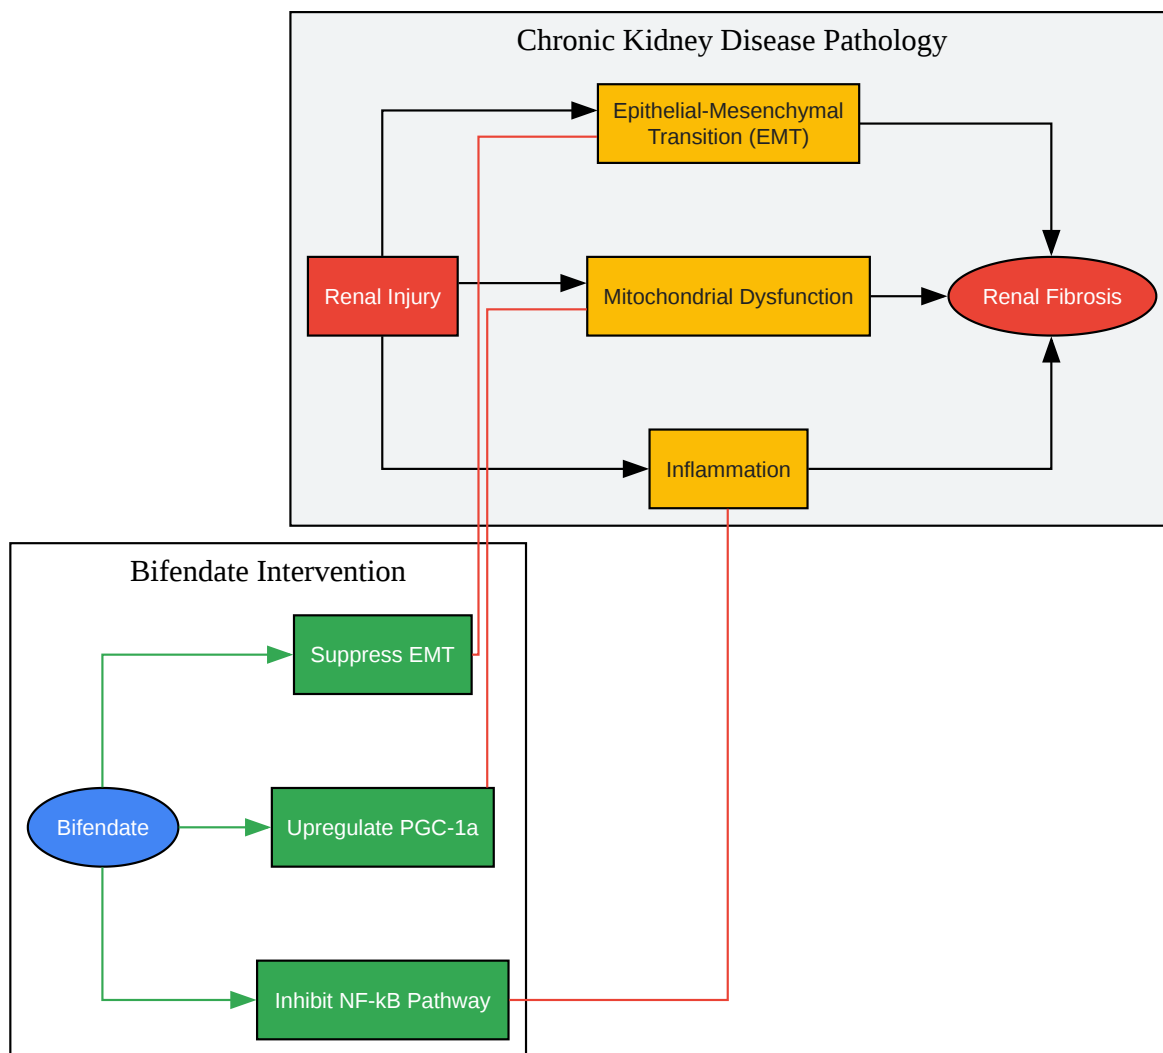 Chronic Kidney Disease Pathology
Epithelial-Mesenchymal
Transition (EMT)
Renal Injury
Mitochondrial Dysfunction
Renal Fibrosis
Inflammation
Bifendate Intervention
Suppress EMT
Bifendate
Upregulate PGC-1a
Inhibit NF-kB Pathway